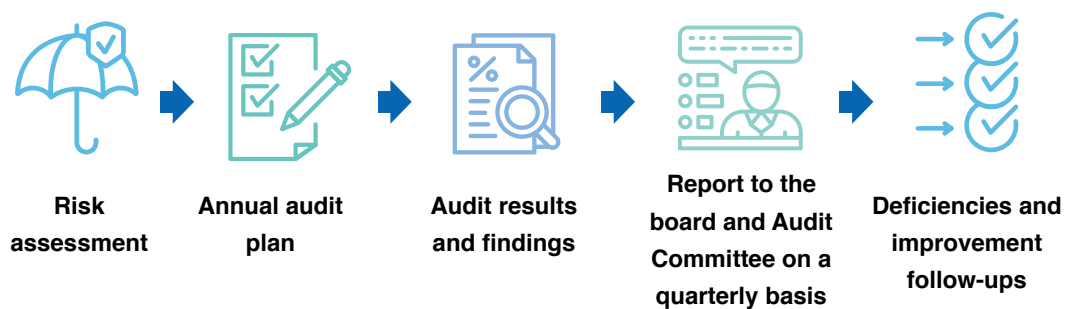 Risk
assessment
Annual audit
plan
Audit results
and findings
Report to the
board and Audit
Committee on a
quarterly basis
Deficiencies and
improvement
follow-ups